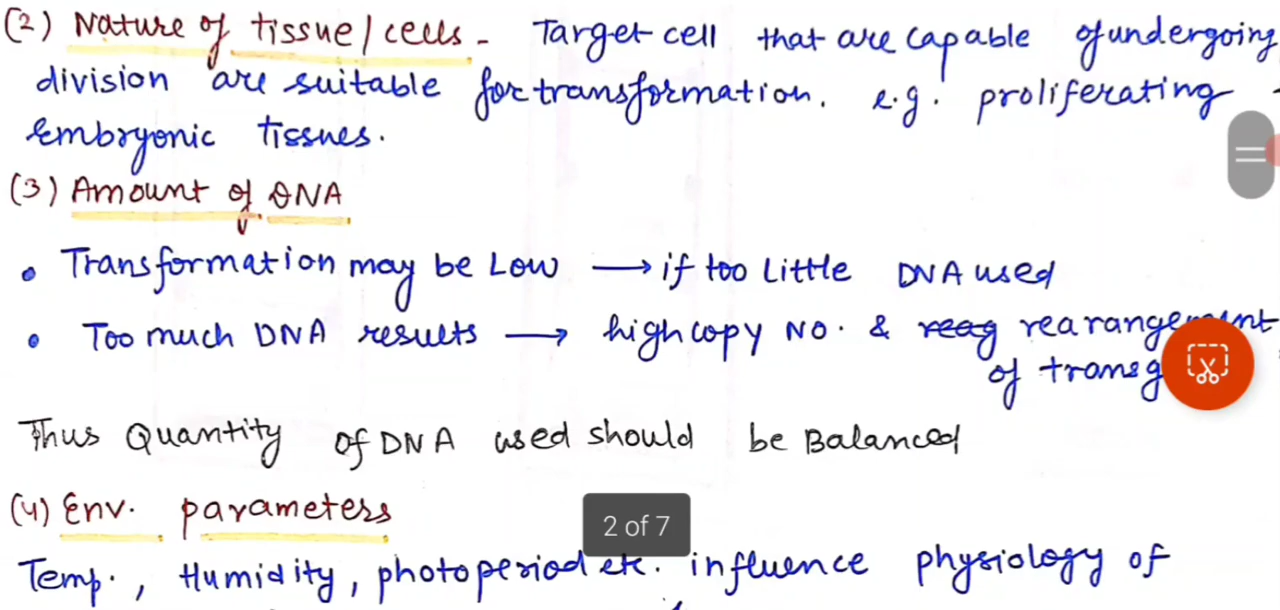 (2) Nature of tissue/cells - Target cell that are capable of undergoing
division are suitable for transformation. e.g. proliferating
embryonic tissues.
(3) Amount of DNA
• Transformation may be Low → if too Little DNA used
• Too much DNA results → high copy No. & reag rearangement
of transg
Thus Quantity of DNA used should be Balanced
(4) Env. parameters
2 of 7
Temp., Humidity, photoperiod etc. influence physiology of